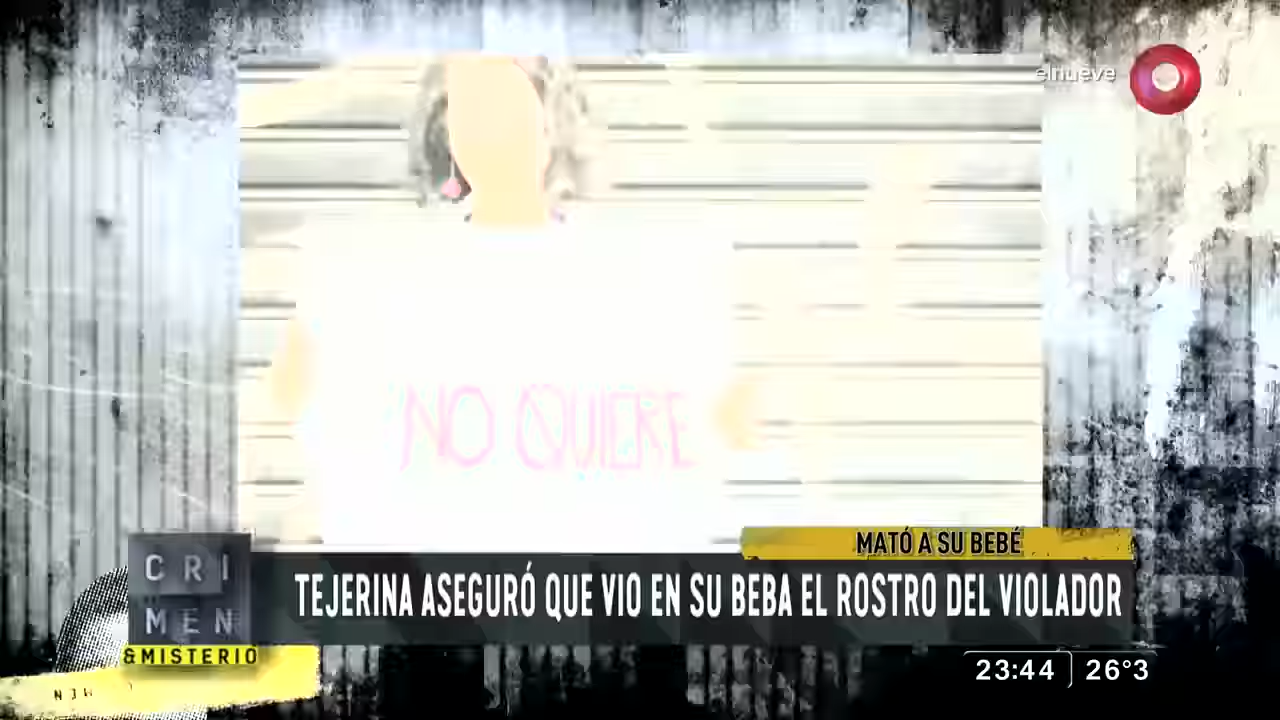 elnueve
NO QUIERE
MATÓ A SU BEBÉ
CRI
MEN
&MISTERIO
TEJERINA ASEGURÓ QUE VIO EN SU BEBA EL ROSTRO DEL VIOLADOR
23:44 26°3